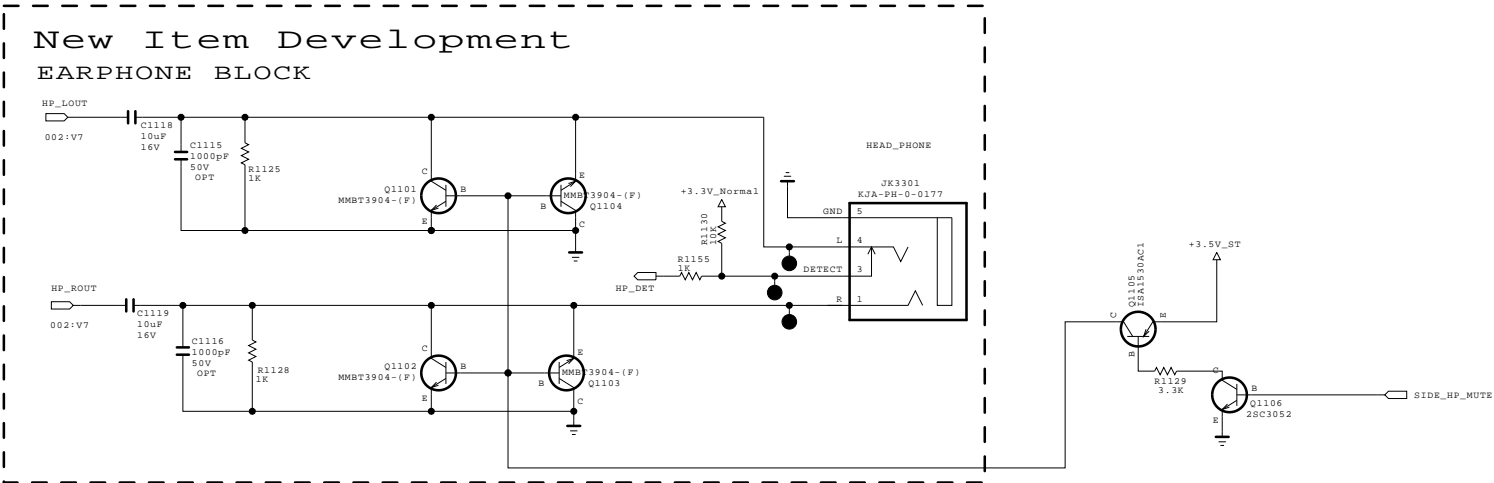 New Item Development
EARPHONE BLOCK
HP_LOUT
002:V7
C1118
10uF
16V
C1115
1000pF
50V
OPT
R1125
1K
C
B
E
Q1101
MMBT3904-(F)
E
B
C
MMBT3904-(F)
Q1104
HEAD_PHONE
JK3301
KJA-PH-0-0177
+3.3V_Normal
R1130
10K
GND 5
L 4
DETECT 3
R 1
R1155
1K
HP_DET
HP_ROUT
002:V7
C1119
10uF
16V
C1116
1000pF
50V
OPT
R1128
1K
C
B
E
Q1102
MMBT3904-(F)
E
B
C
MMBT3904-(F)
Q1103
Q1105
ISA1530AC1
+3.5V_ST
C
E
B
R1129
3.3K
C
B
E
Q1106
2SC3052
SIDE_HP_MUTE